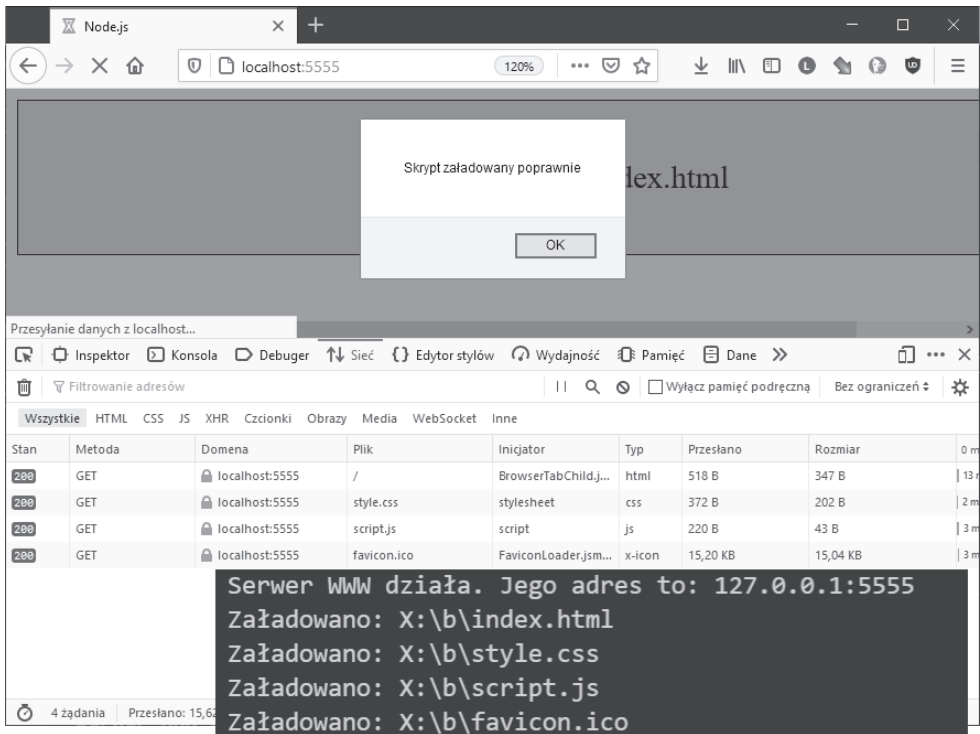 Node.js
localhost:5555 120%
Skrypt załadowany poprawnie
dex.html
OK
Przesyłanie danych z localhost...
Inspektor Konsola Debuger Sieć Edytor stylów Wydajność Pamięć Dane
Filtrowanie adresów Wyłącz pamięć podręczną Bez ograniczeń
Wszystkie HTML CSS JS XHR Czcionki Obrazy Media WebSocket Inne
Stan Metoda Domena Plik Inicjator Typ Przesłano Rozmiar 0 m
200 GET localhost:5555 / BrowserTabChild.j... html 518 B 347 B 13 m
200 GET localhost:5555 style.css stylesheet css 372 B 202 B 2 m
200 GET localhost:5555 script.js script js 220 B 43 B 3 m
200 GET localhost:5555 favicon.ico FaviconLoader.jsm... x-icon 15,20 KB 15,04 KB 3 m
Serwer WWW działa. Jego adres to: 127.0.0.1:5555
Załadowano: X:\b\index.html
Załadowano: X:\b\style.css
Załadowano: X:\b\script.js
4 żądania Przesłano: 15,62
Załadowano: X:\b\favicon.ico